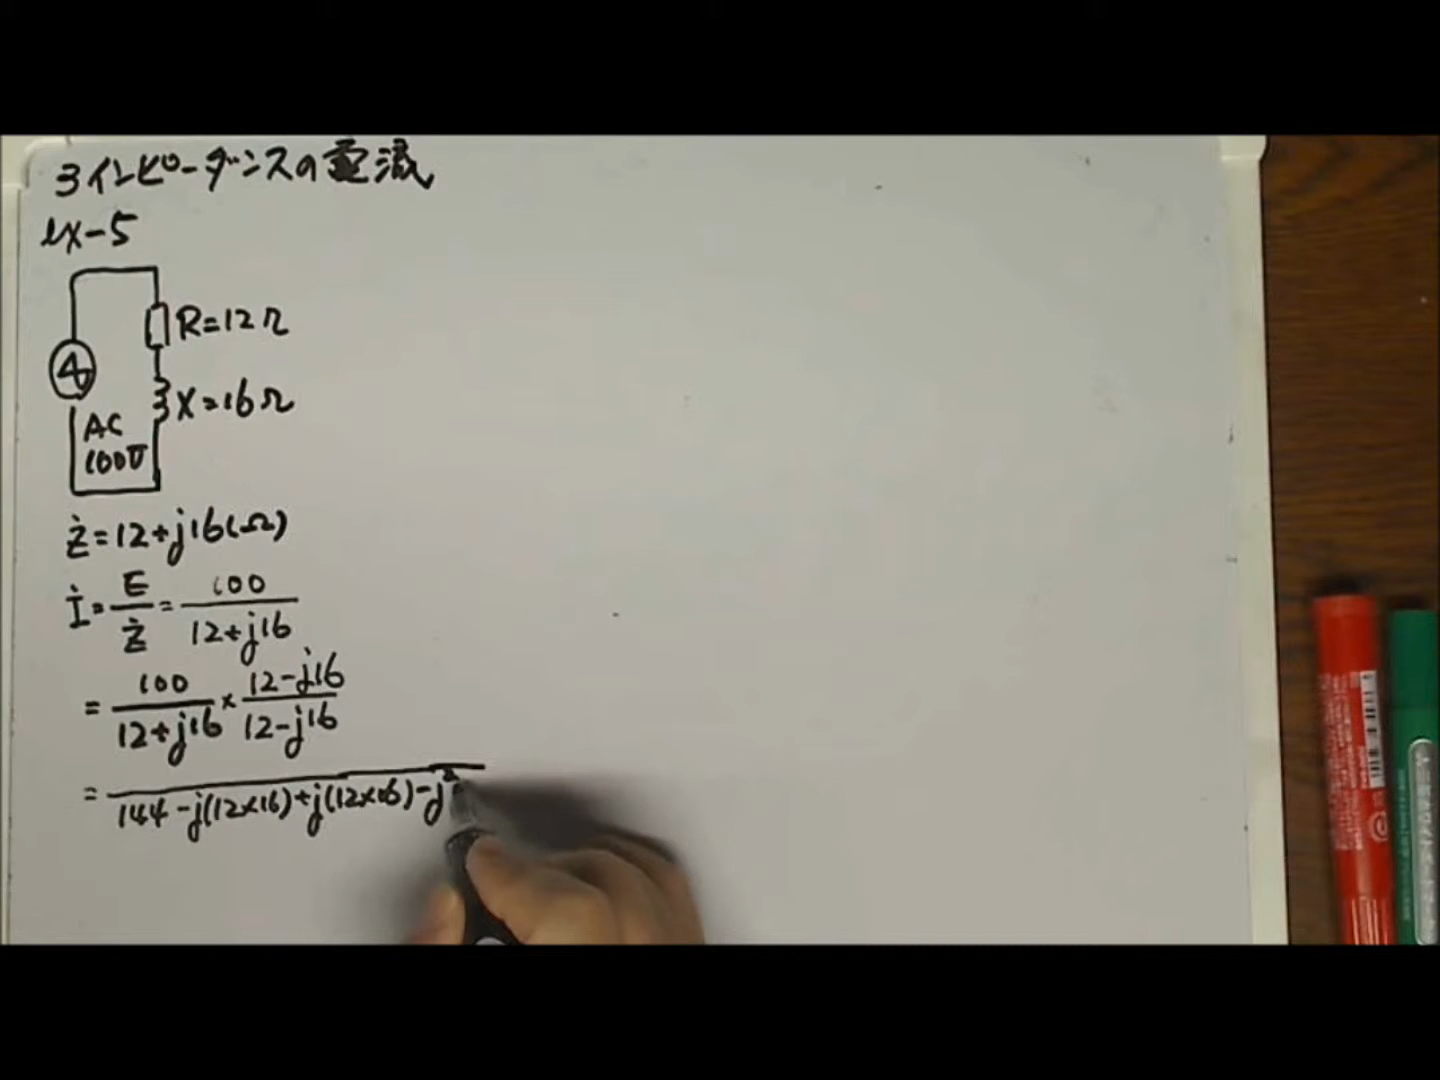 3 インピーダンスの電流
ex-5
R=12Ω
X=16Ω
AC
100V
Ż=12+j16(Ω)
İ=E/Ż=100/12+j16
=100/12+j16×12-j16/12-j16
=
144-j(12×16)+j(12×16)-j²